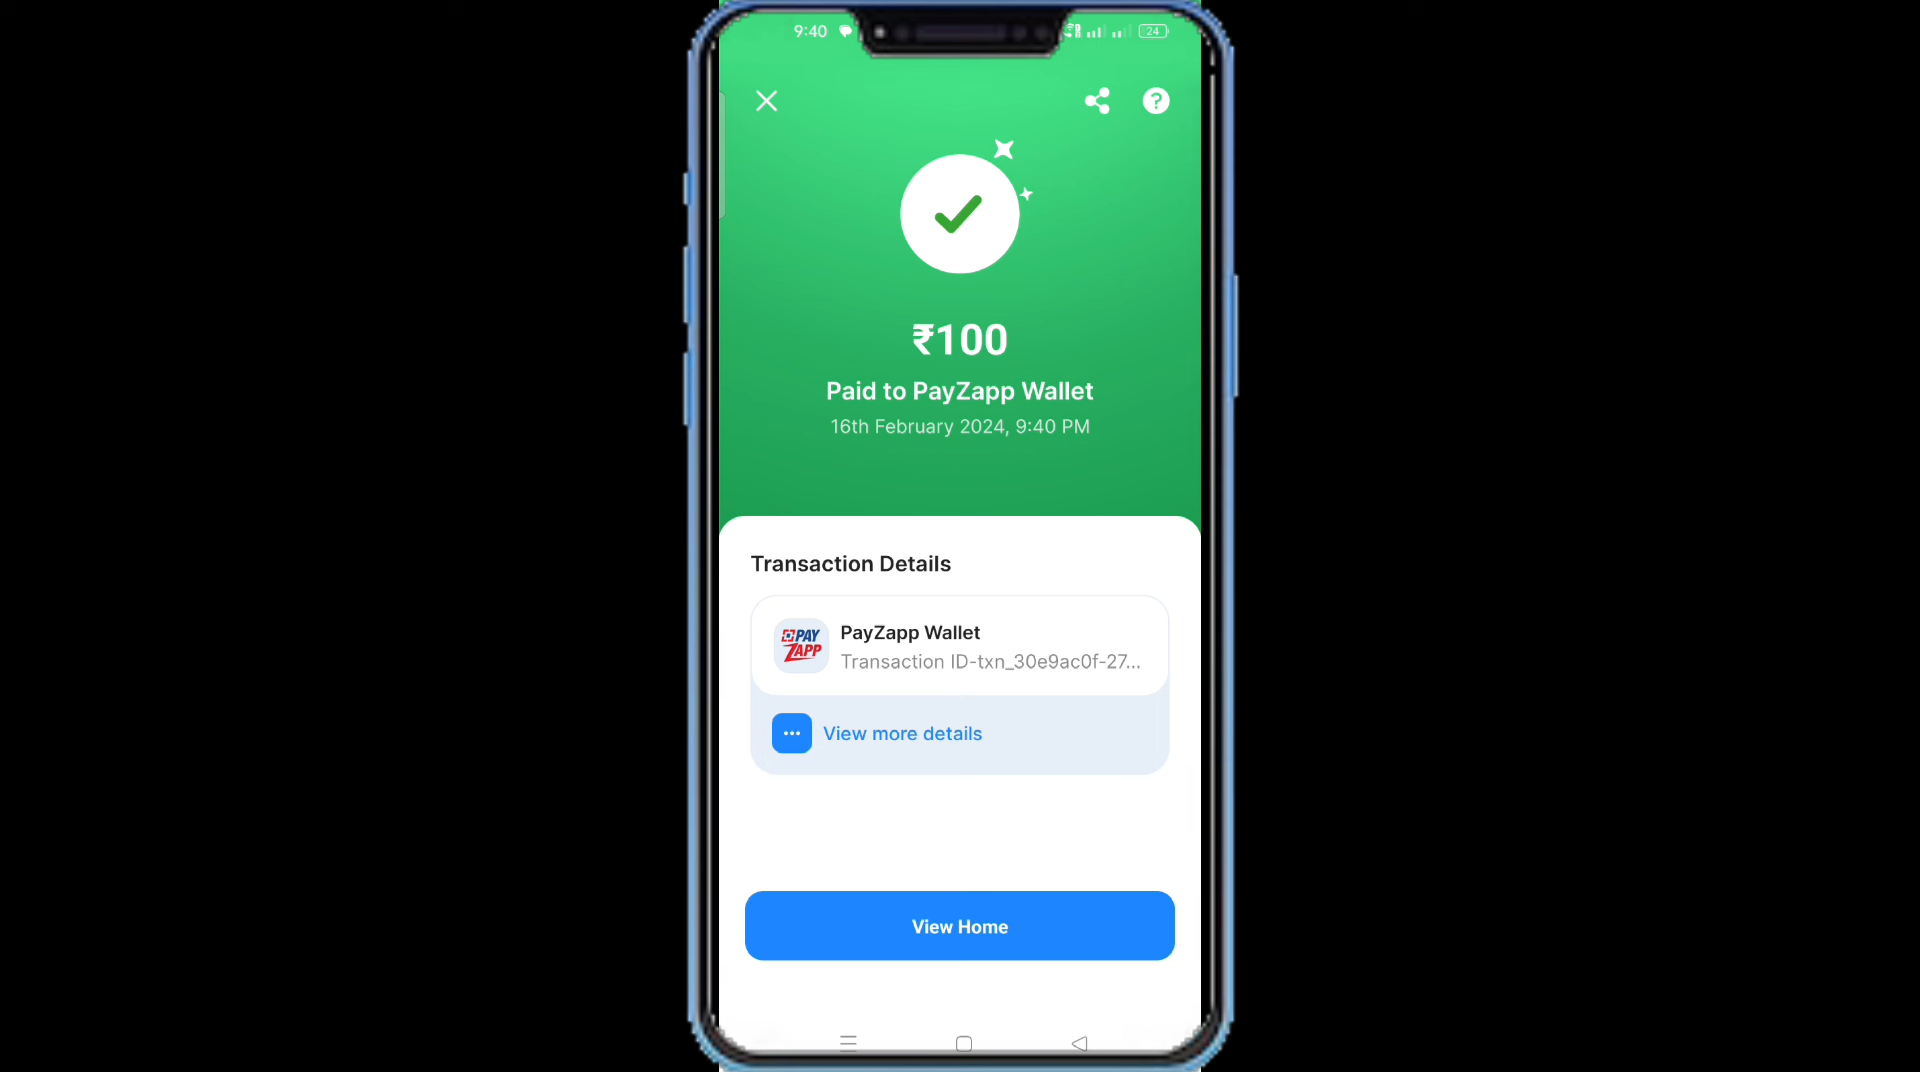 9:40
24
₹100
Paid to PayZapp Wallet
16th February 2024, 9:40 PM
Transaction Details
PAY
ZAPP
PayZapp Wallet
Transaction ID-txn_30e9ac0f-27...
View more details
View Home